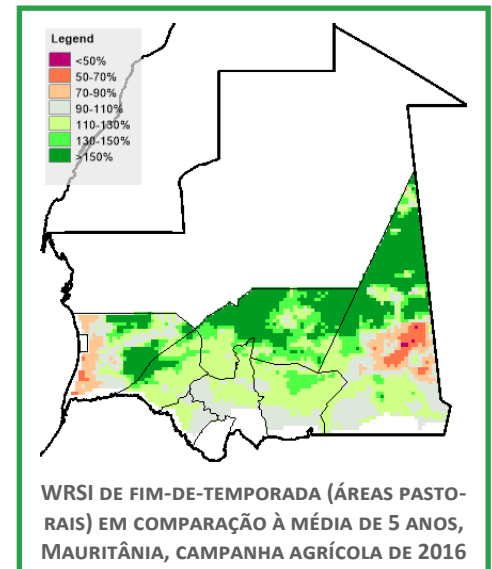 Legend
<50%
50-70%
70-90%
90-110%
110-130%
130-150%
>150%
WRSI DE FIM-DE-TEMPORADA (ÁREAS PASTO-
RAIS) EM COMPARAÇÃO À MÉDIA DE 5 ANOS,
MAURITÂNIA, CAMPANHA AGRÍCOLA DE 2016